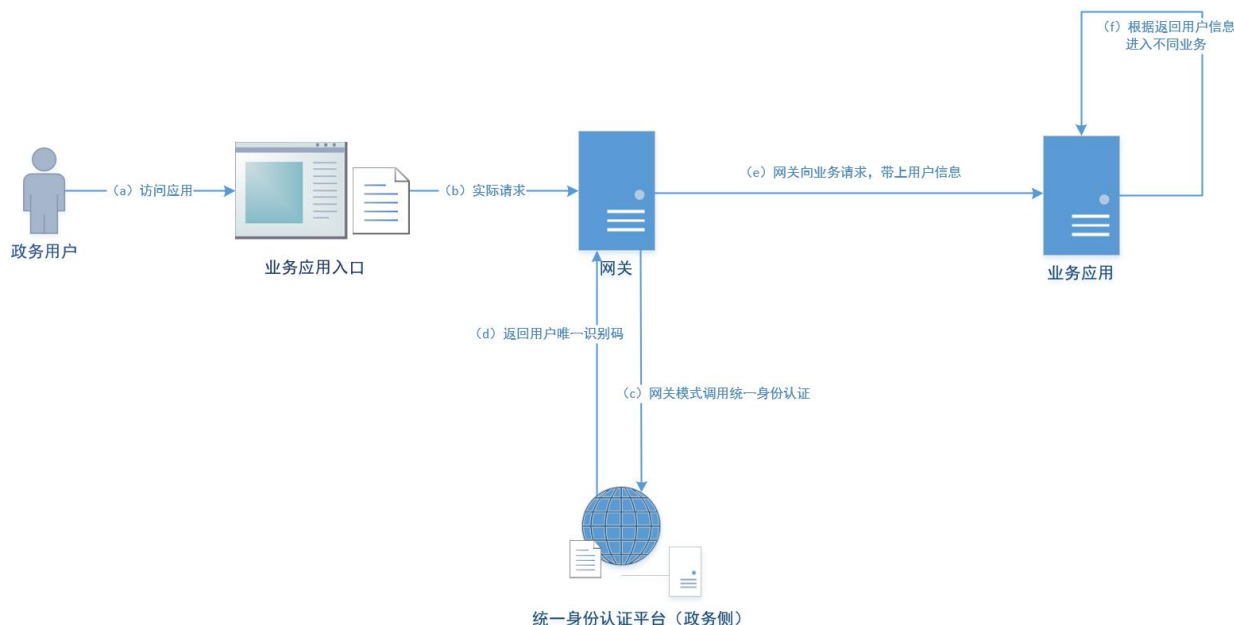 （f）根据返回用户信息
进入不同业务
（a）访问应用
（b）实际请求
（e）网关向业务请求，带上用户信息
政务用户
业务应用入口
网关
业务应用
（d）返回用户唯一识别码
（c）网关模式调用统一身份认证
统一身份认证平台（政务侧）